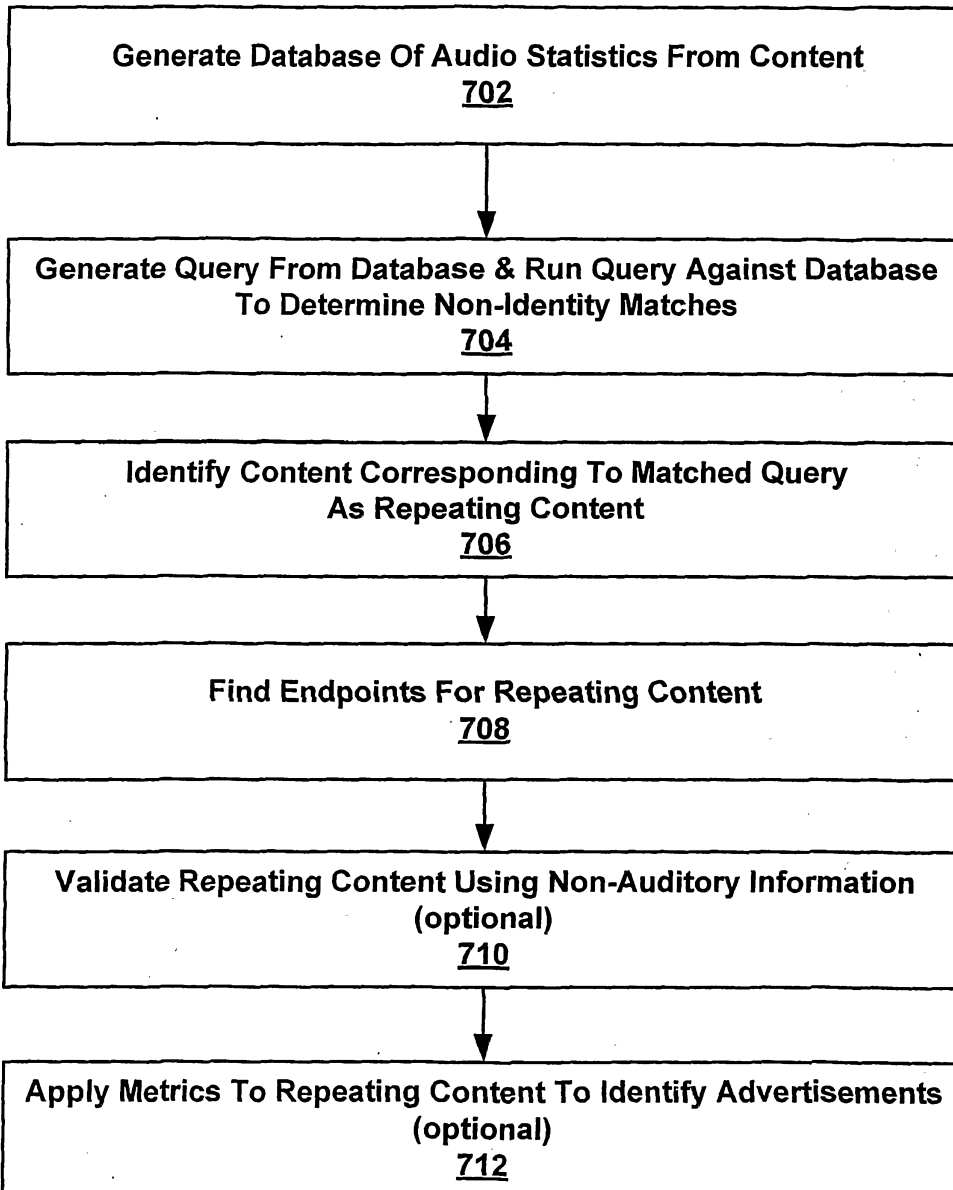 Generate Database Of Audio Statistics From Content
702
Generate Query From Database & Run Query Against Database
To Determine Non-Identity Matches
704
Identify Content Corresponding To Matched Query
As Repeating Content
706
Find Endpoints For Repeating Content
708
Validate Repeating Content Using Non-Auditory Information
(optional)
710
Apply Metrics To Repeating Content To Identify Advertisements
(optional)
712